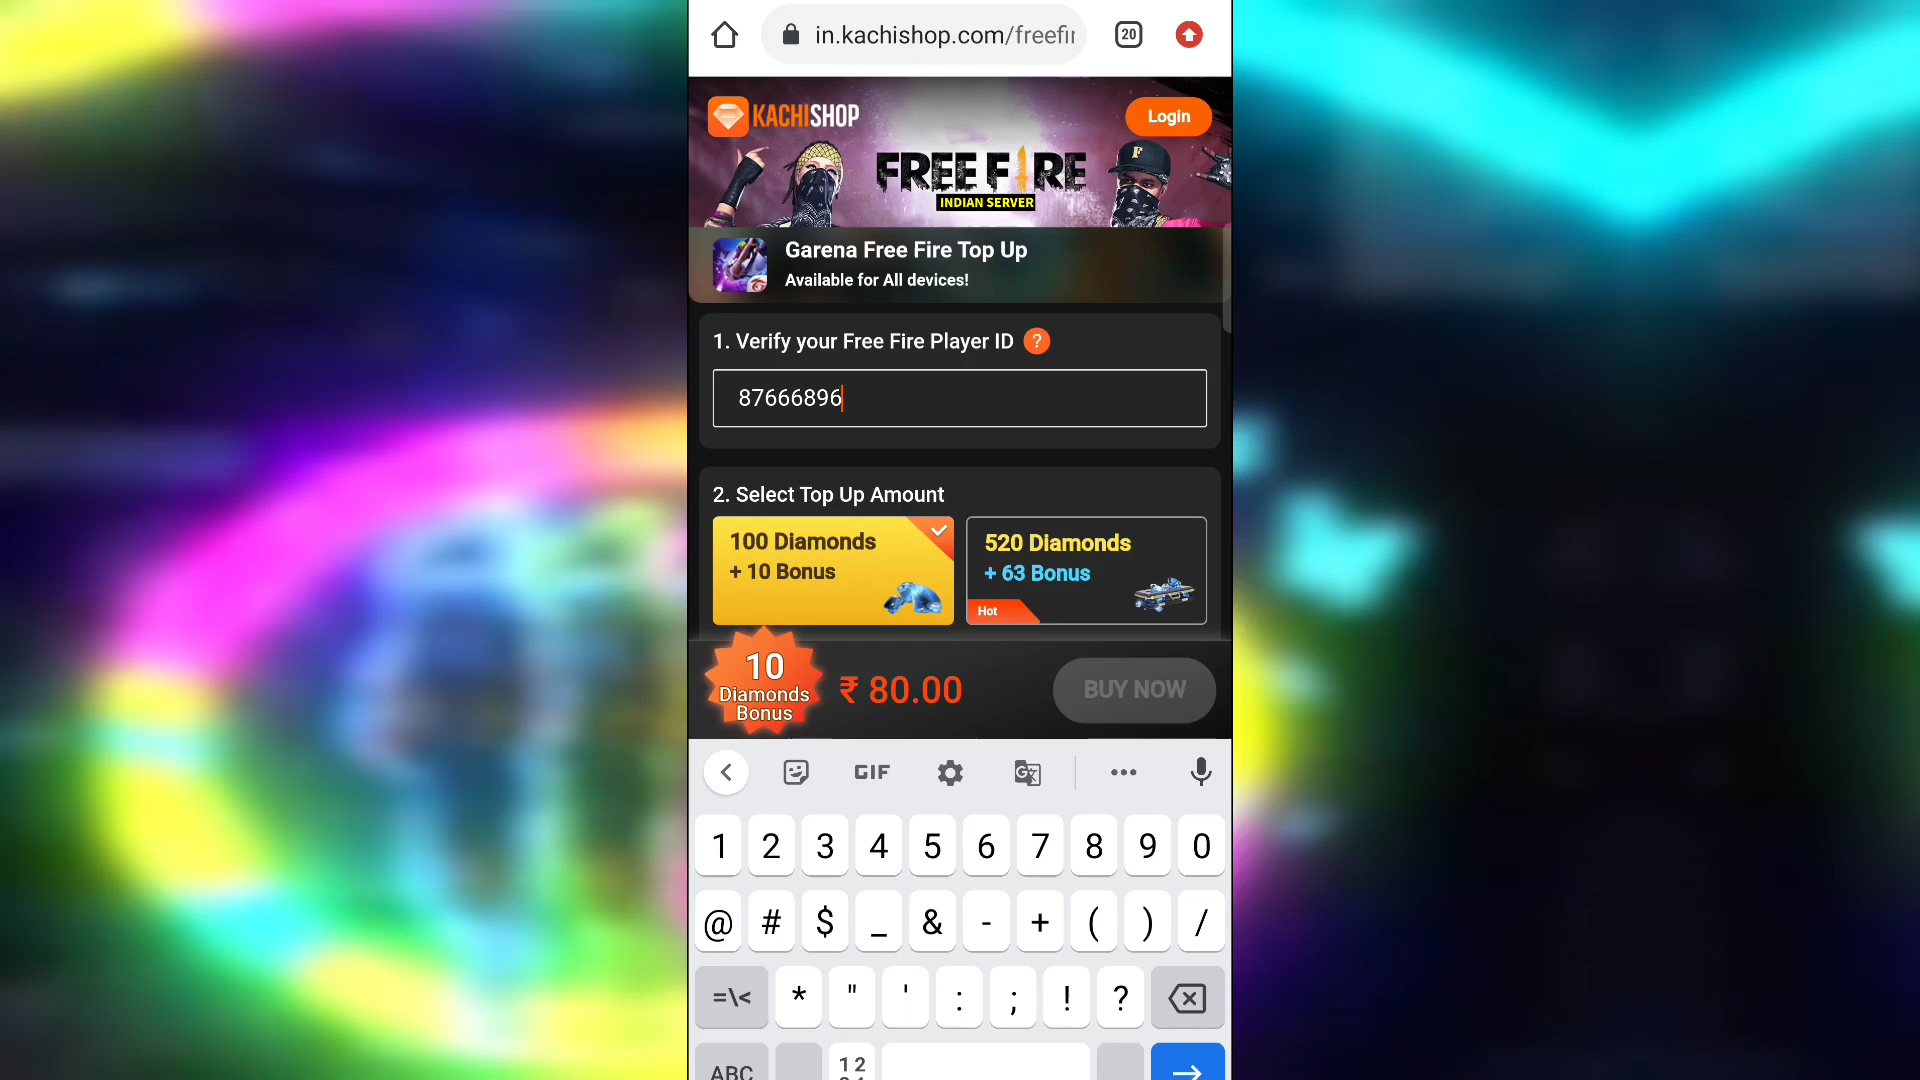 in.kachishop.com/freefir
20
KACHISHOP
Login
FREE FIRE
INDIAN SERVER
Garena Free Fire Top Up
Available for All devices!
1. Verify your Free Fire Player ID ?
87666896
2. Select Top Up Amount
100 Diamonds
+ 10 Bonus
520 Diamonds
+ 63 Bonus
Hot
10
Diamonds
Bonus
₹ 80.00
BUY NOW
GIF
1 2 3 4 5 6 7 8 9 0
@ # $ _ & - + ( ) /
=\< * " ' : ; ! ?
ABC
1 2